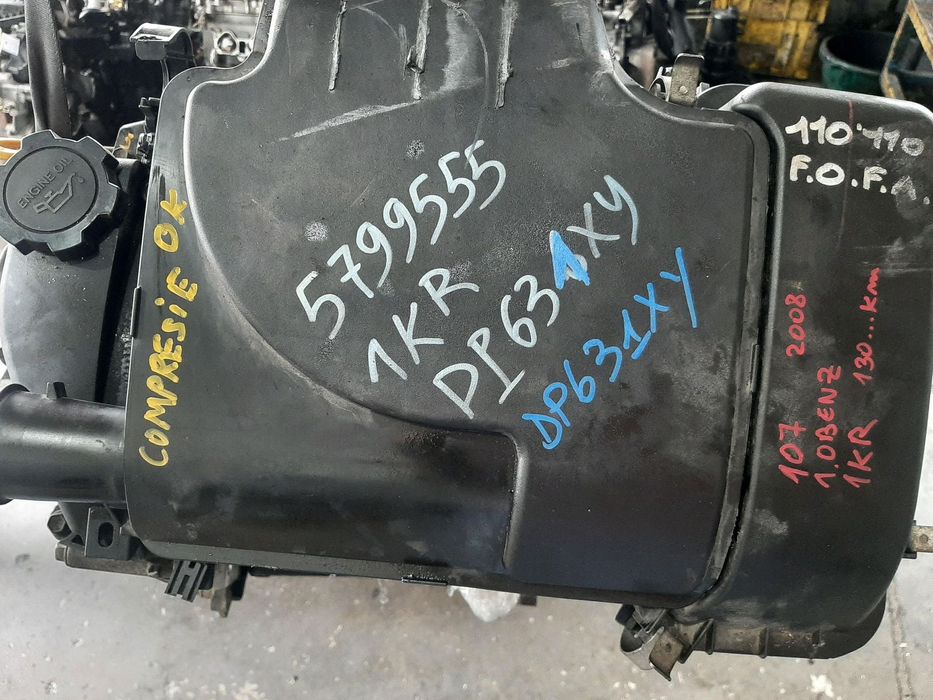 ENGINE OIL
COMPRESIE OK
5799555
1KR
DP631XY
DP631XY
110 110
F.O.F.A.
107 2008
1.0BENZ
1KR 130...Km